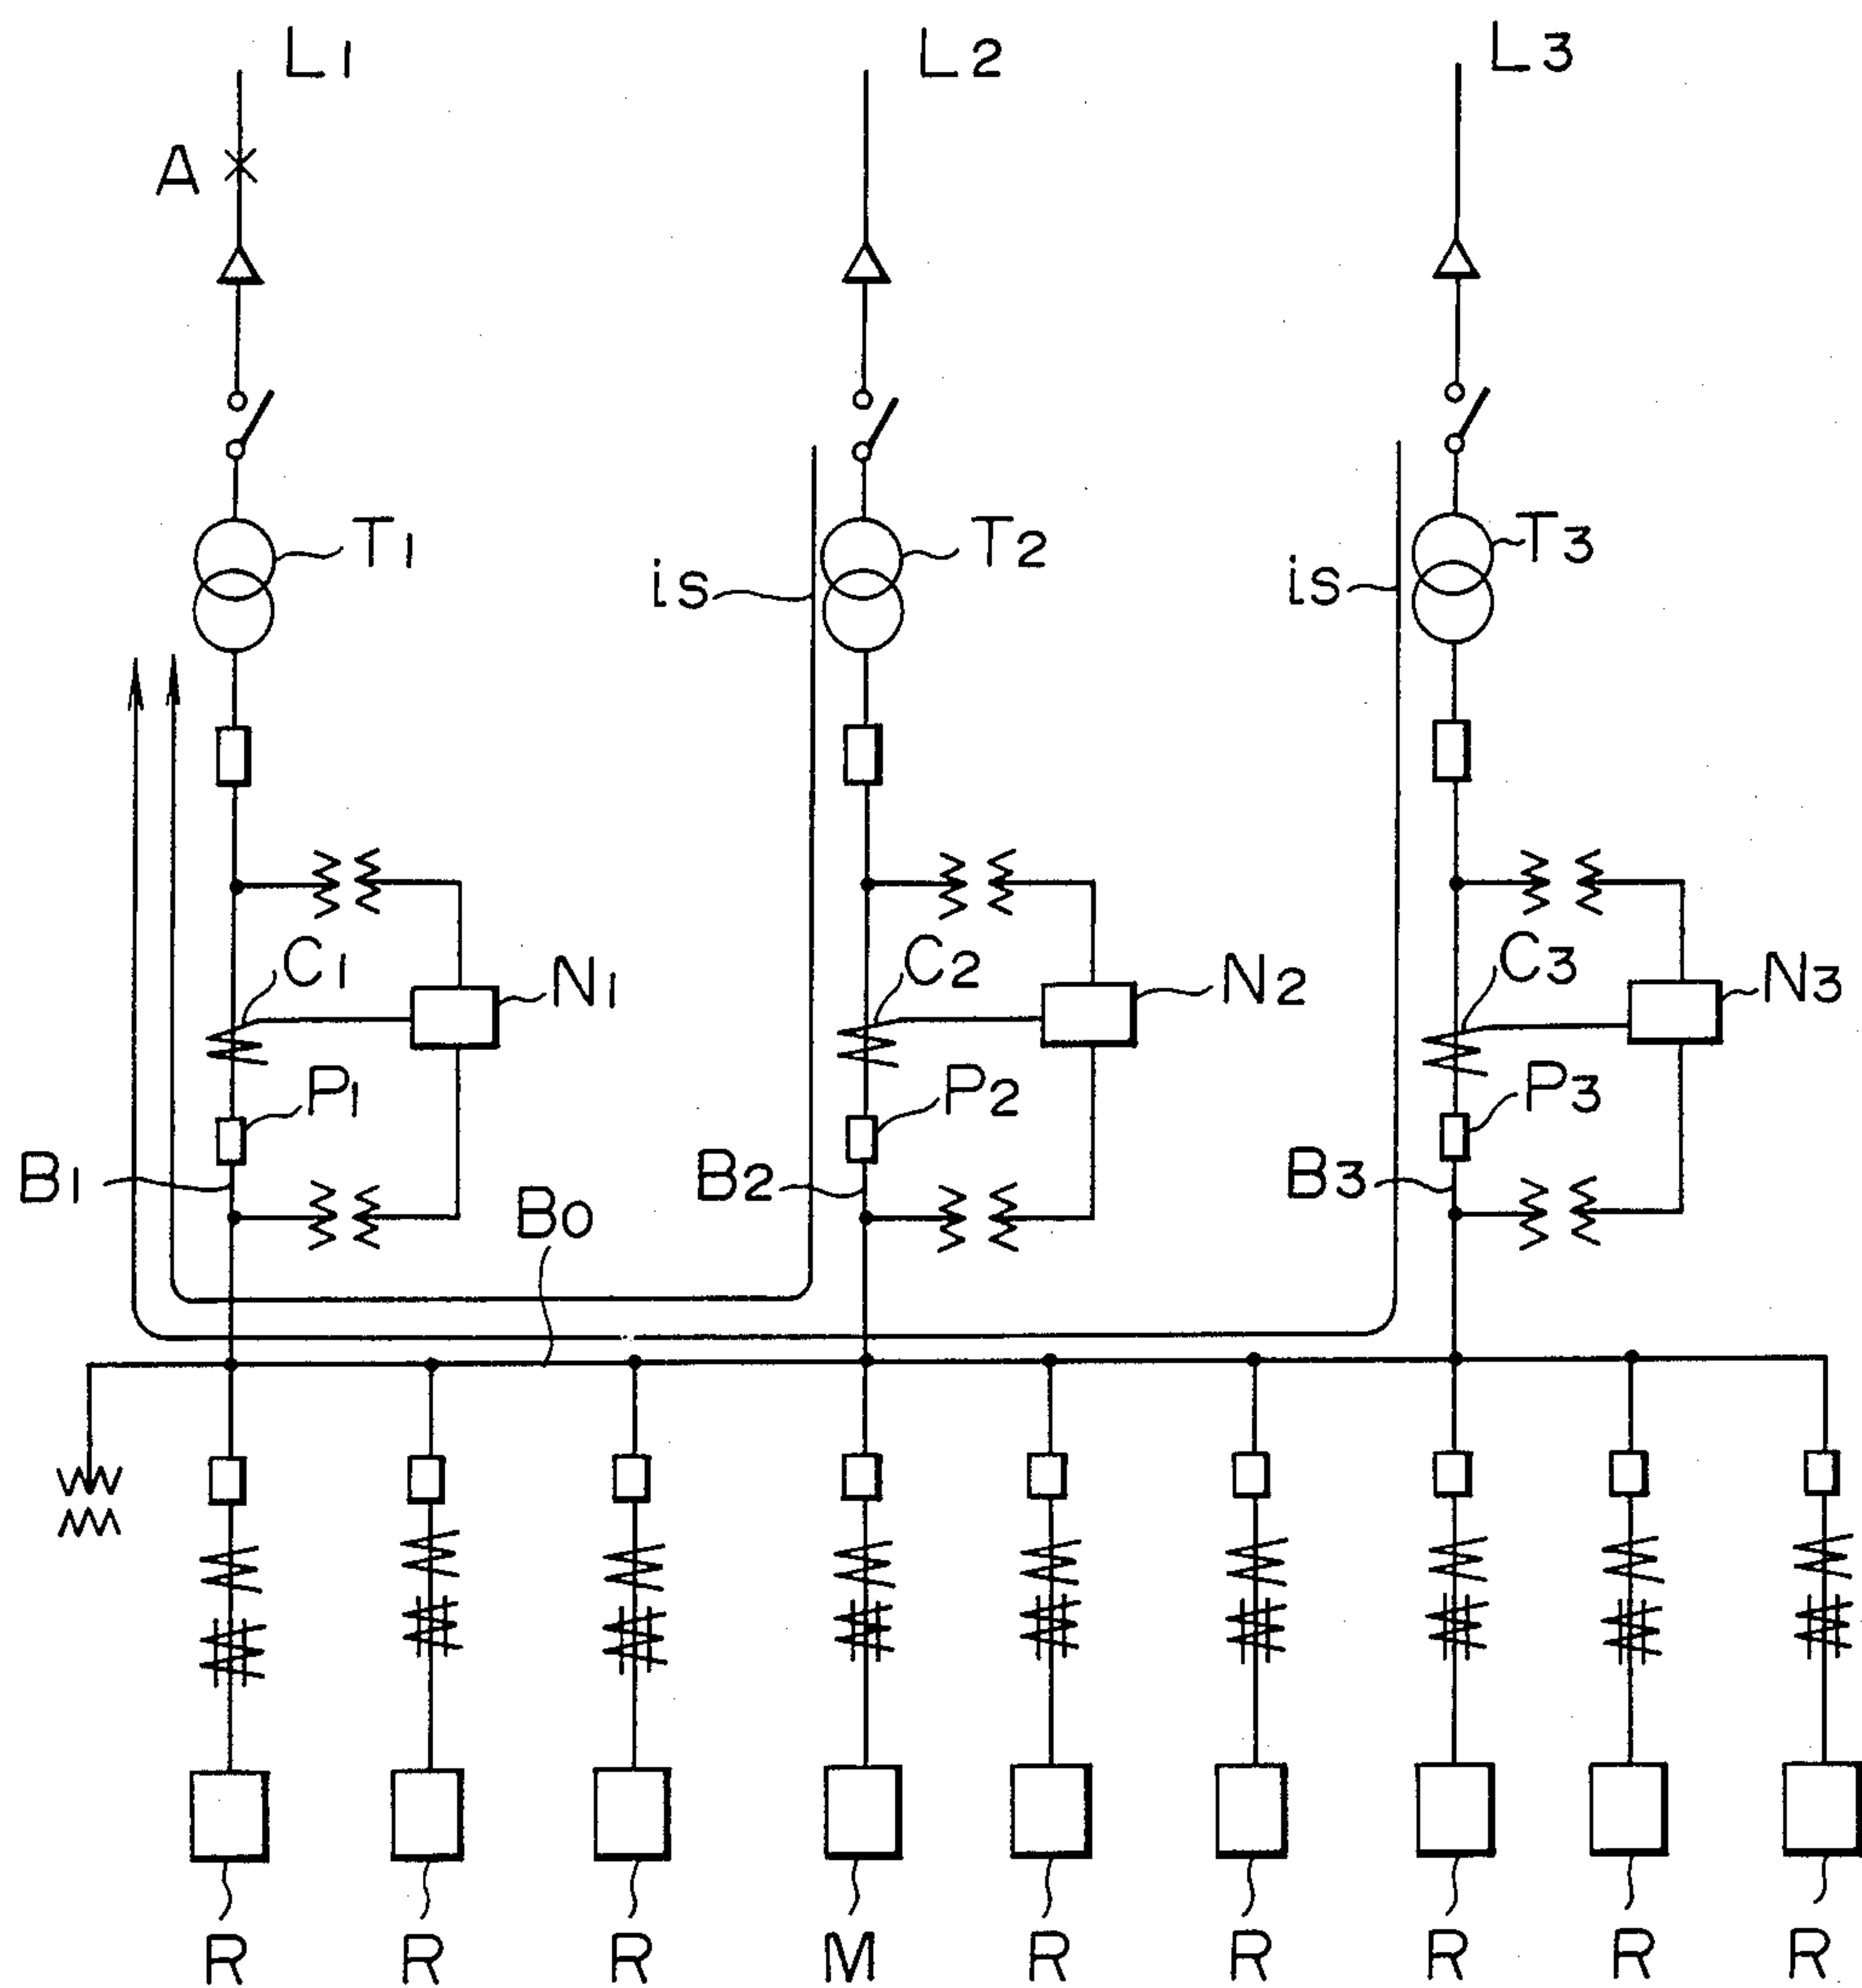 L1 L2 L3
A
T1 is T2 is T3
C1 N1 C2 N2 C3 N3
P1 P2 P3
B1 B0 B2 B3
R R R M R R R R R